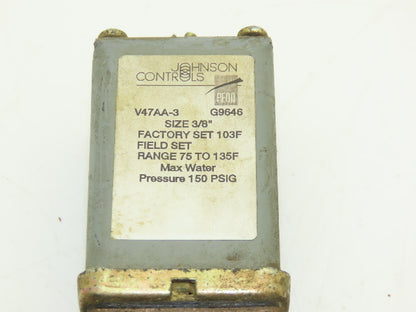 JOHNSON
CONTROLS
PENN
V47AA-3 G9646
SIZE 3/8"
FACTORY SET 103F
FIELD SET
RANGE 75 TO 135F
Max Water
Pressure 150 PSIG